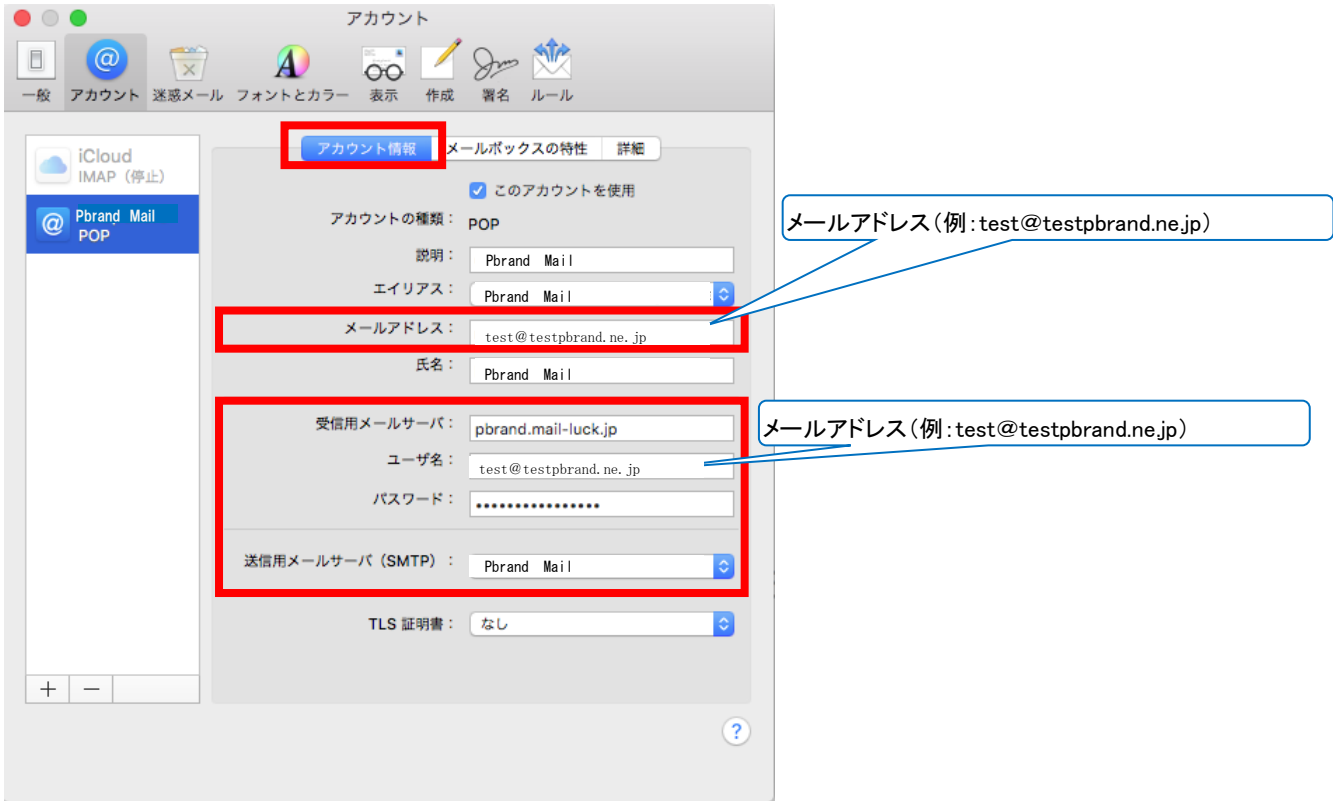 アカウント
一般 アカウント 迷惑メール フォントとカラー 表示 作成 署名 ルール
iCloud
IMAP（停止）
Pbrand Mail
POP
アカウント情報 メールボックスの特性 詳細
このアカウントを使用
アカウントの種類： POP
説明： Pbrand Mail
エイリアス： Pbrand Mail
メールアドレス： test@testpbrand.ne.jp
氏名： Pbrand Mail
受信用メールサーバ： pbrand.mail-luck.jp
ユーザ名： test@testpbrand.ne.jp
パスワード： ••••••••••••••••
送信用メールサーバ（SMTP）： Pbrand Mail
TLS 証明書： なし
メールアドレス（例：test@testpbrand.ne.jp）
メールアドレス（例：test@testpbrand.ne.jp）